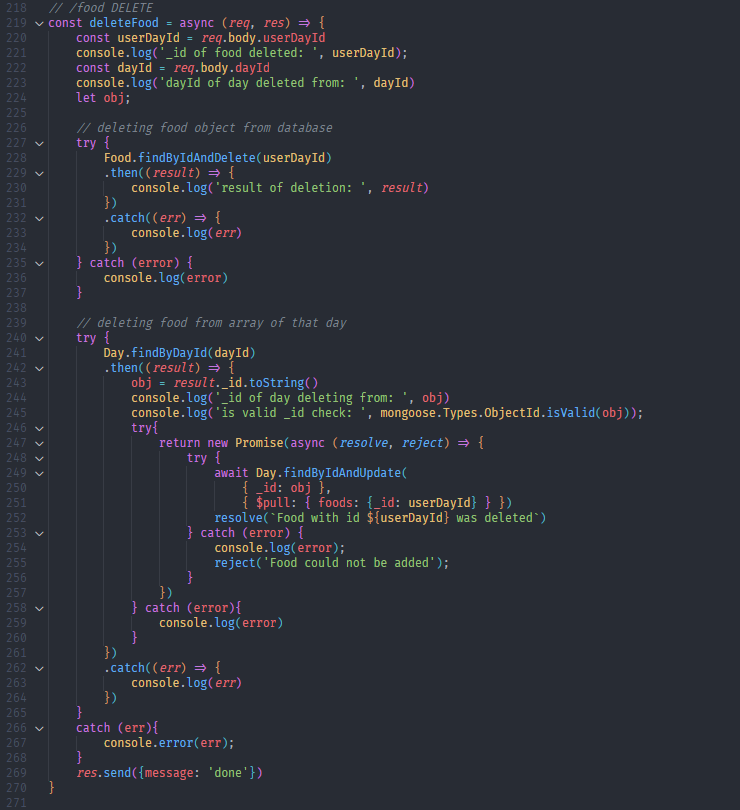 218 // /food DELETE
219 const deleteFood = async (req, res) => {
220 const userDayId = req.body.userDayId
221 console.log('_id of food deleted: ', userDayId);
222 const dayId = req.body.dayId
223 console.log('dayId of day deleted from: ', dayId)
224 let obj;
225
226 // deleting food object from database
227 try {
228 Food.findByIdAndDelete(userDayId)
229 .then((result) => {
230 console.log('result of deletion: ', result)
231 })
232 .catch((err) => {
233 console.log(err)
234 })
235 } catch (error) {
236 console.log(error)
237 }
238
239 // deleting food from array of that day
240 try {
241 Day.findByDayId(dayId)
242 .then((result) => {
243 obj = result._id.toString()
244 console.log('_id of day deleting from: ', obj)
245 console.log('is valid _id check: ', mongoose.Types.ObjectId.isValid(obj));
246 try{
247 return new Promise(async (resolve, reject) => {
248 try {
249 await Day.findByIdAndUpdate(
250 { _id: obj },
251 { $pull: { foods: {_id: userDayId} } })
252 resolve(`Food with id ${userDayId} was deleted`)
253 } catch (error) {
254 console.log(error);
255 reject('Food could not be added');
256 }
257 })
258 } catch (error){
259 console.log(error)
260 }
261 })
262 .catch((err) => {
263 console.log(err)
264 })
265 }
266 catch (err){
267 console.error(err);
268 }
269 res.send({message: 'done'})
270 }
271